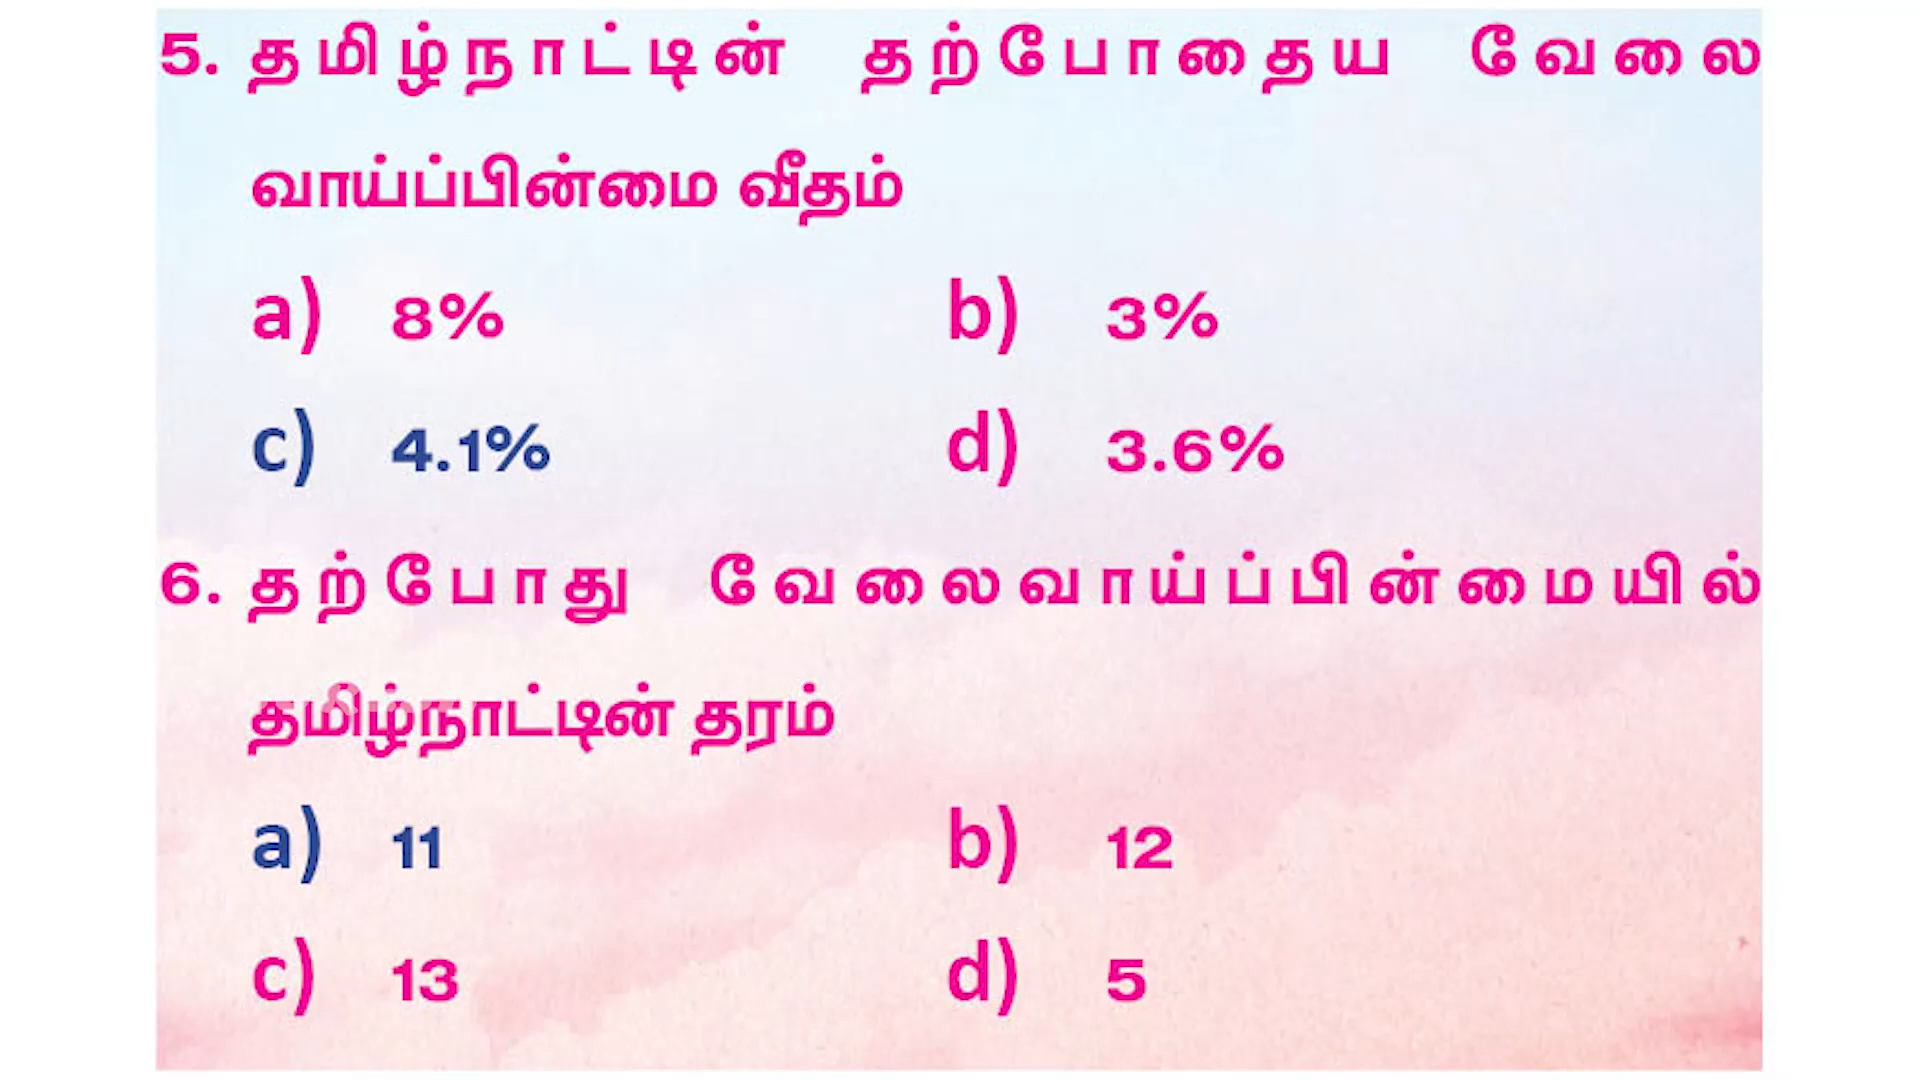 5. தமிழ்நாட்டின் தற்போதைய வேலை
வாய்ப்பின்மை வீதம்
a) 8% b) 3%
c) 4.1% d) 3.6%
6. தற்போது வேலைவாய்ப்பின்மையில்
தமிழ்நாட்டின் தரம்
a) 11 b) 12
c) 13 d) 5